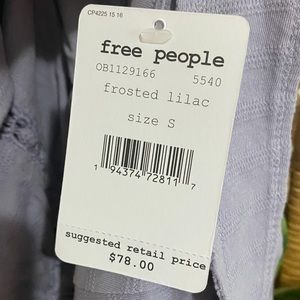 CP4225 15 16
free people
OB1129166 5540
frosted lilac
size S
1 94374 72811 7
suggested retail price
$78.00